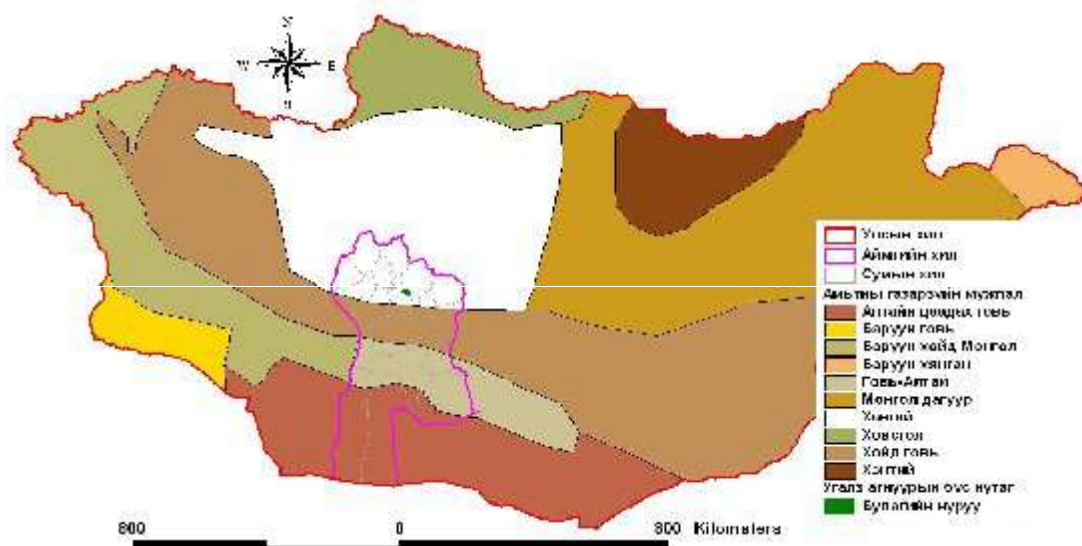 N
W E
S
Улсын хил
Аймгийн хил
Сумын хил
Амьтны газарзүйн мужлал
Алтайн цаадах говь
Баруун говь
Баруун хойд Монгол
Баруун хянган
Говь-Алтай
Монгол дагуур
Хангай
Хөвсгөл
Хойд говь
Хэнтий
Угалз агнуурын бүс нутаг
Булагийн нуруу
800 0 800 Kilometers